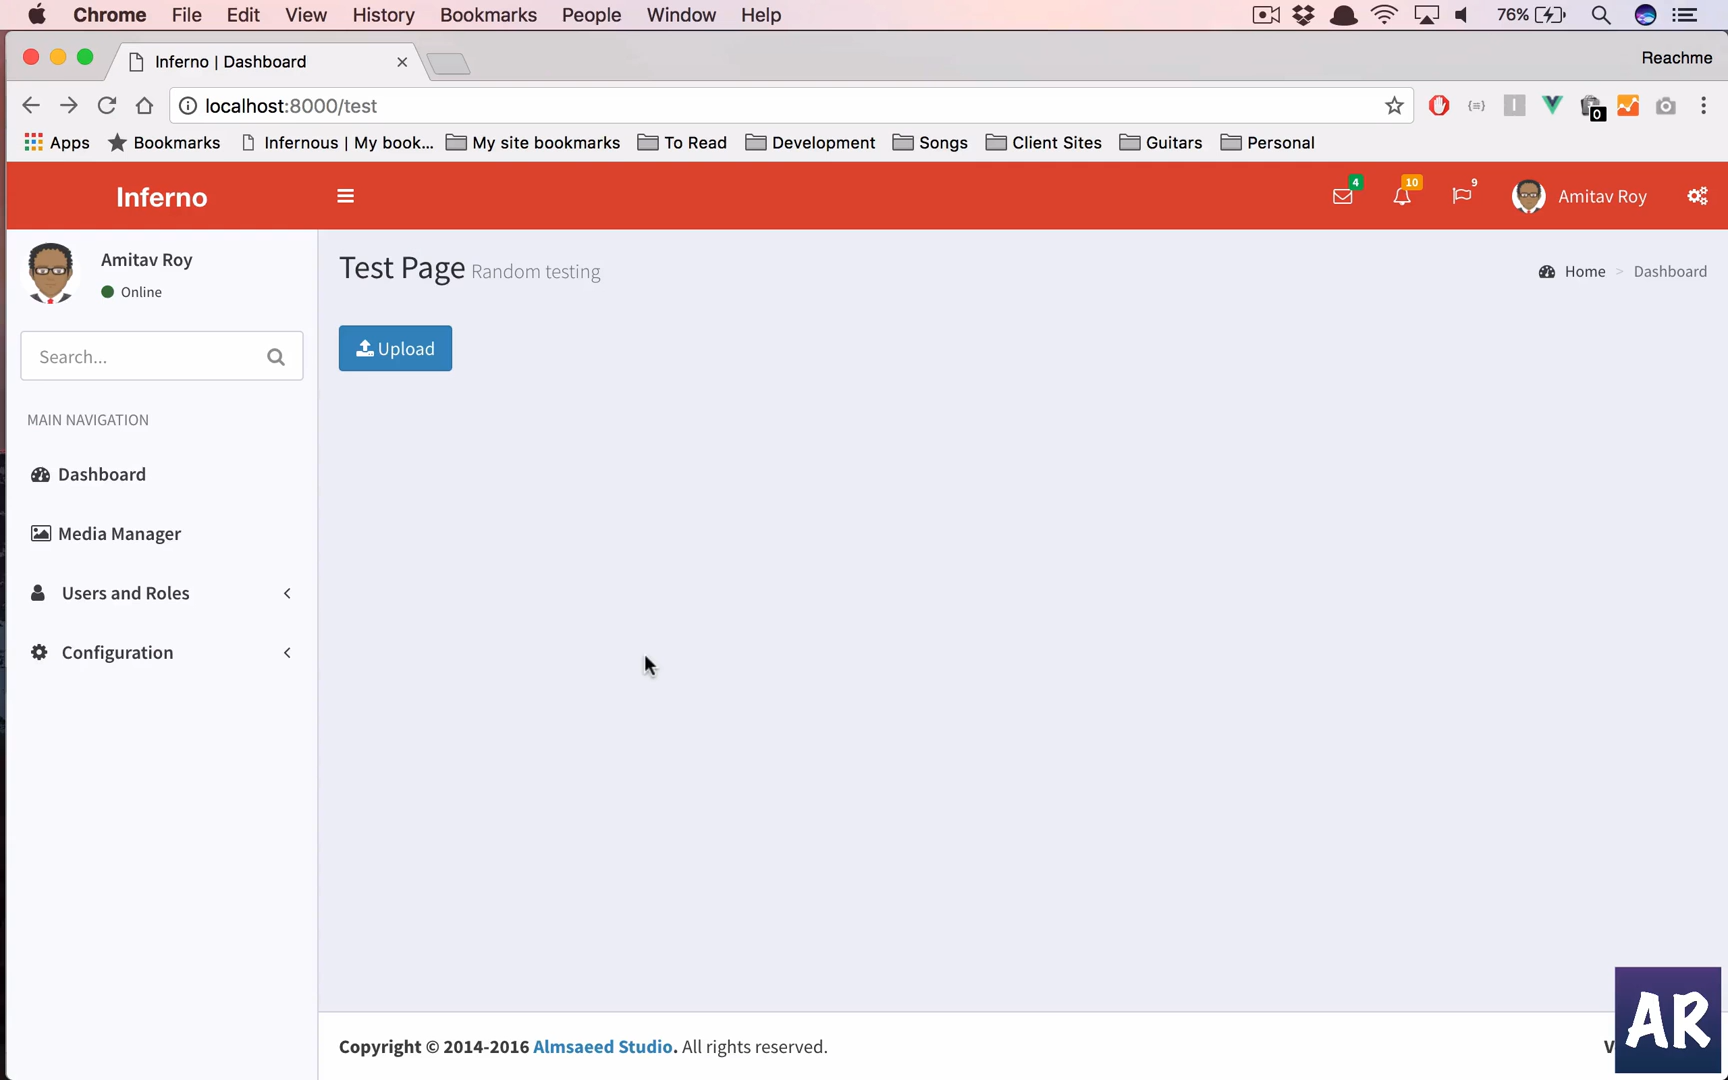 Chrome File Edit View History Bookmarks People Window Help 76%
Inferno | Dashboard Reachme
localhost:8000/test 0
Apps Bookmarks Infernous | My book... My site bookmarks To Read Development Songs Client Sites Guitars Personal
Inferno 4 10 9 Amitav Roy
Amitav Roy
Online
Test Page Random testing
Home > Dashboard
Upload
Search...
MAIN NAVIGATION
Dashboard
Media Manager
Users and Roles
Configuration
Copyright © 2014-2016 Almsaeed Studio. All rights reserved.
AR